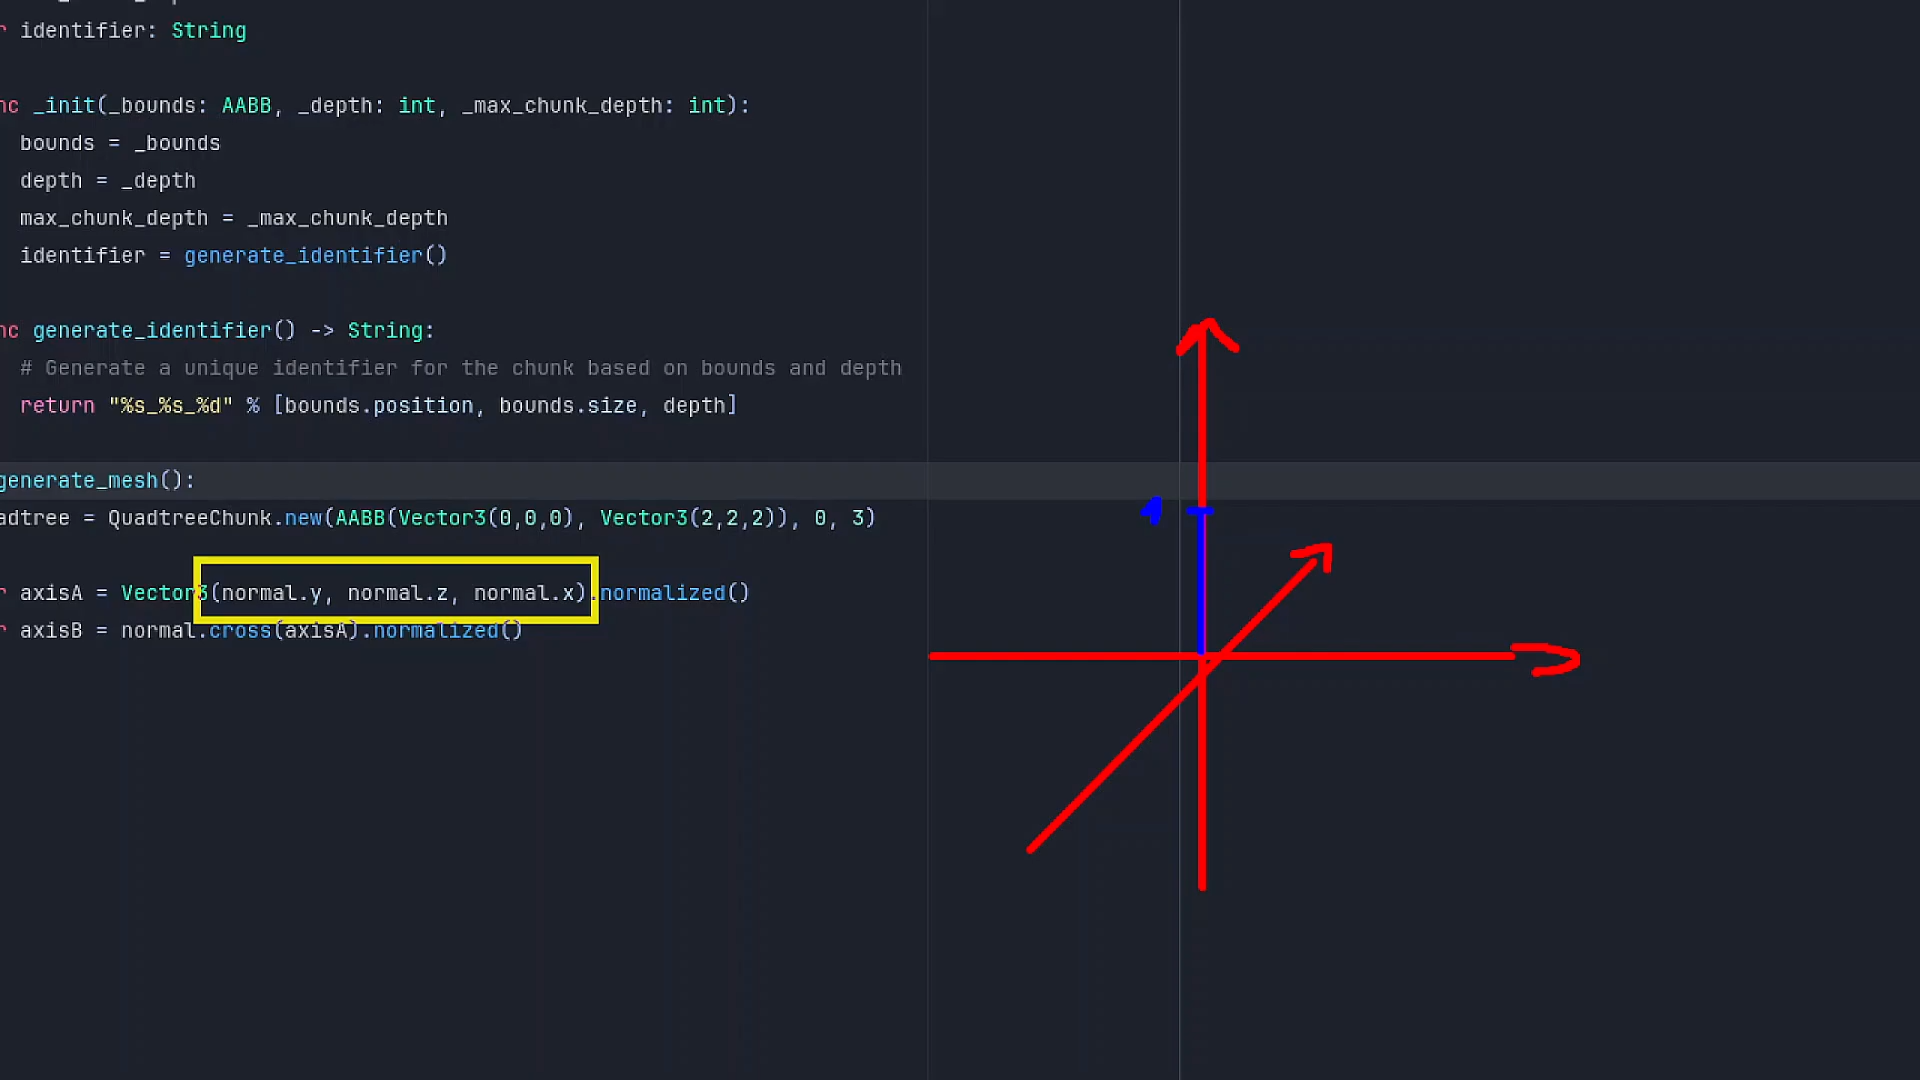 identifier: String
_init(_bounds: AABB, _depth: int, _max_chunk_depth: int):
bounds = _bounds
depth = _depth
max_chunk_depth = _max_chunk_depth
identifier = generate_identifier()
generate_identifier() -> String:
# Generate a unique identifier for the chunk based on bounds and depth
return "%s_%s_%d" % [bounds.position, bounds.size, depth]
generate_mesh():
adtree = QuadtreeChunk.new(AABB(Vector3(0,0,0), Vector3(2,2,2)), 0, 3)
axisA = Vector3(normal.y, normal.z, normal.x).normalized()
axisB = normal.cross(axisA).normalized()